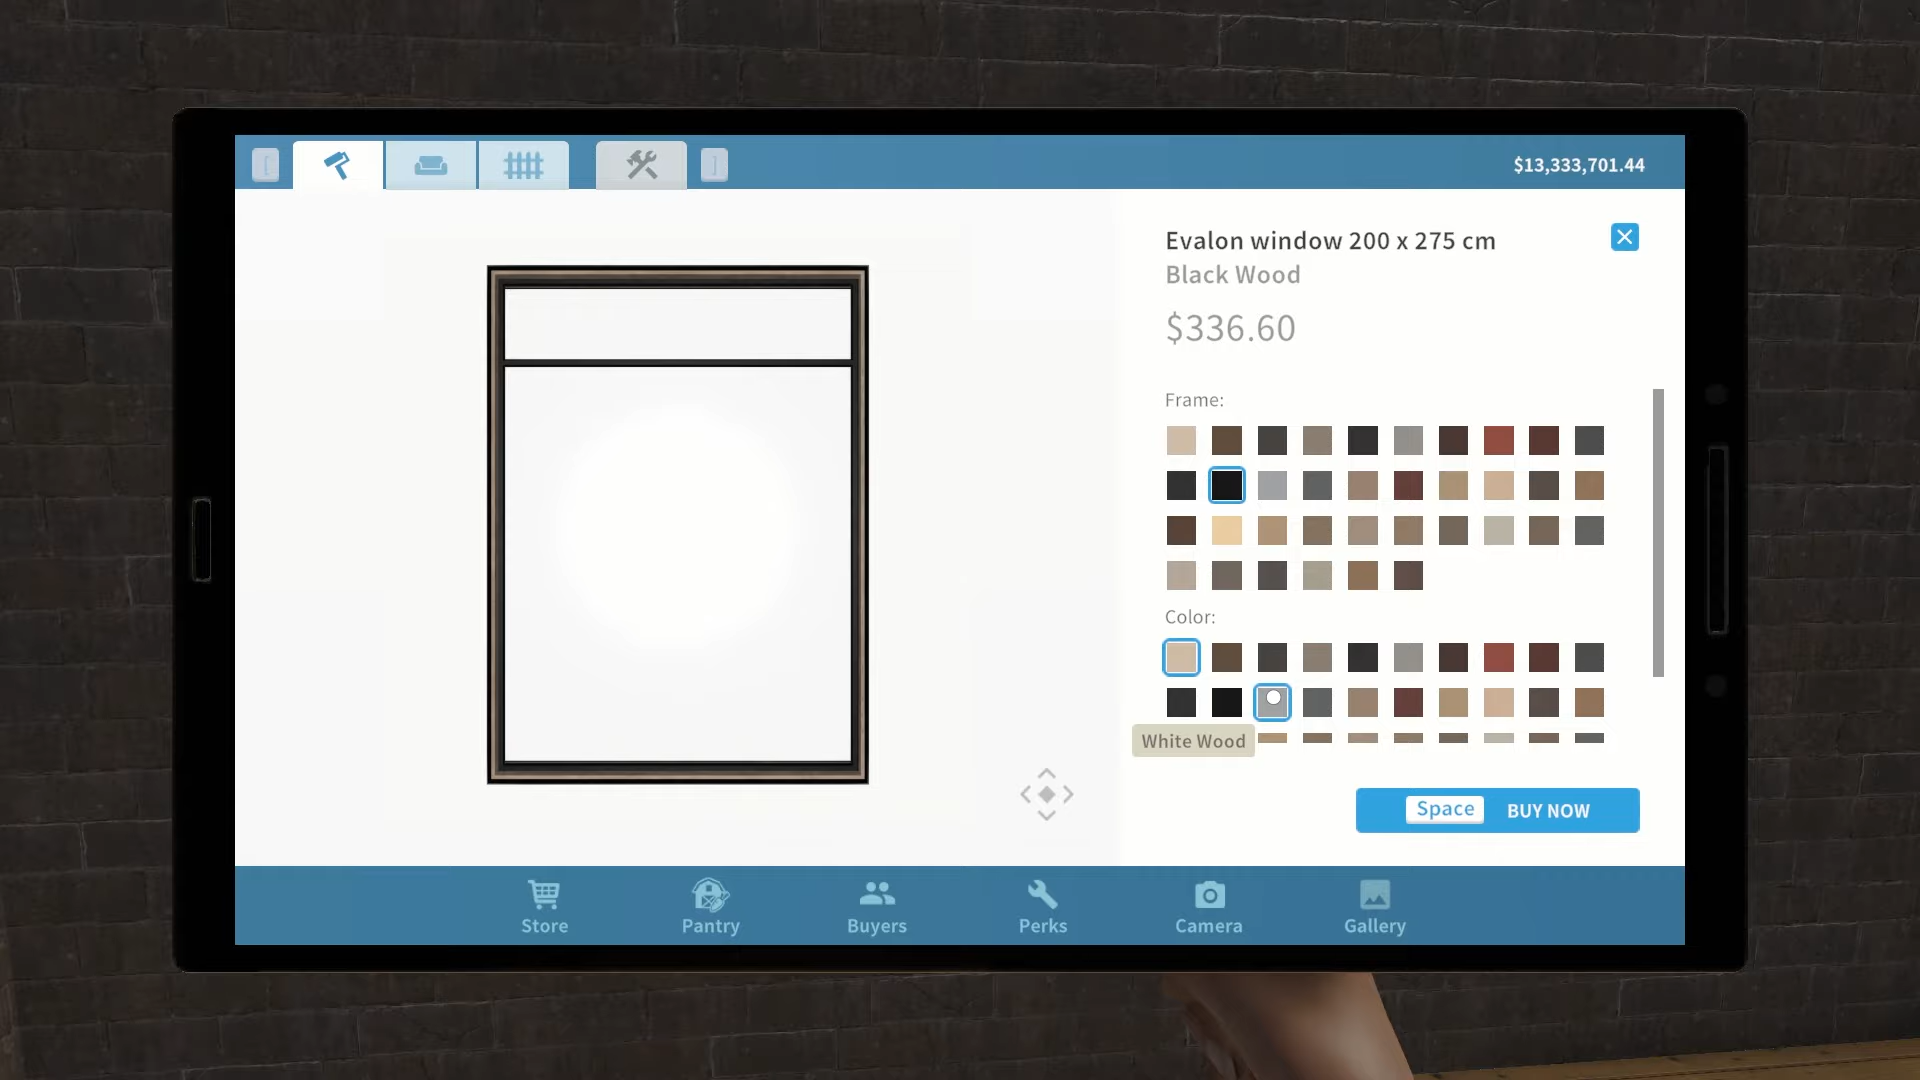 [
]
$13,333,701.44
Evalon window 200 x 275 cm
Black Wood
$336.60
Frame:
Color:
White Wood
Space BUY NOW
Store Pantry Buyers Perks Camera Gallery